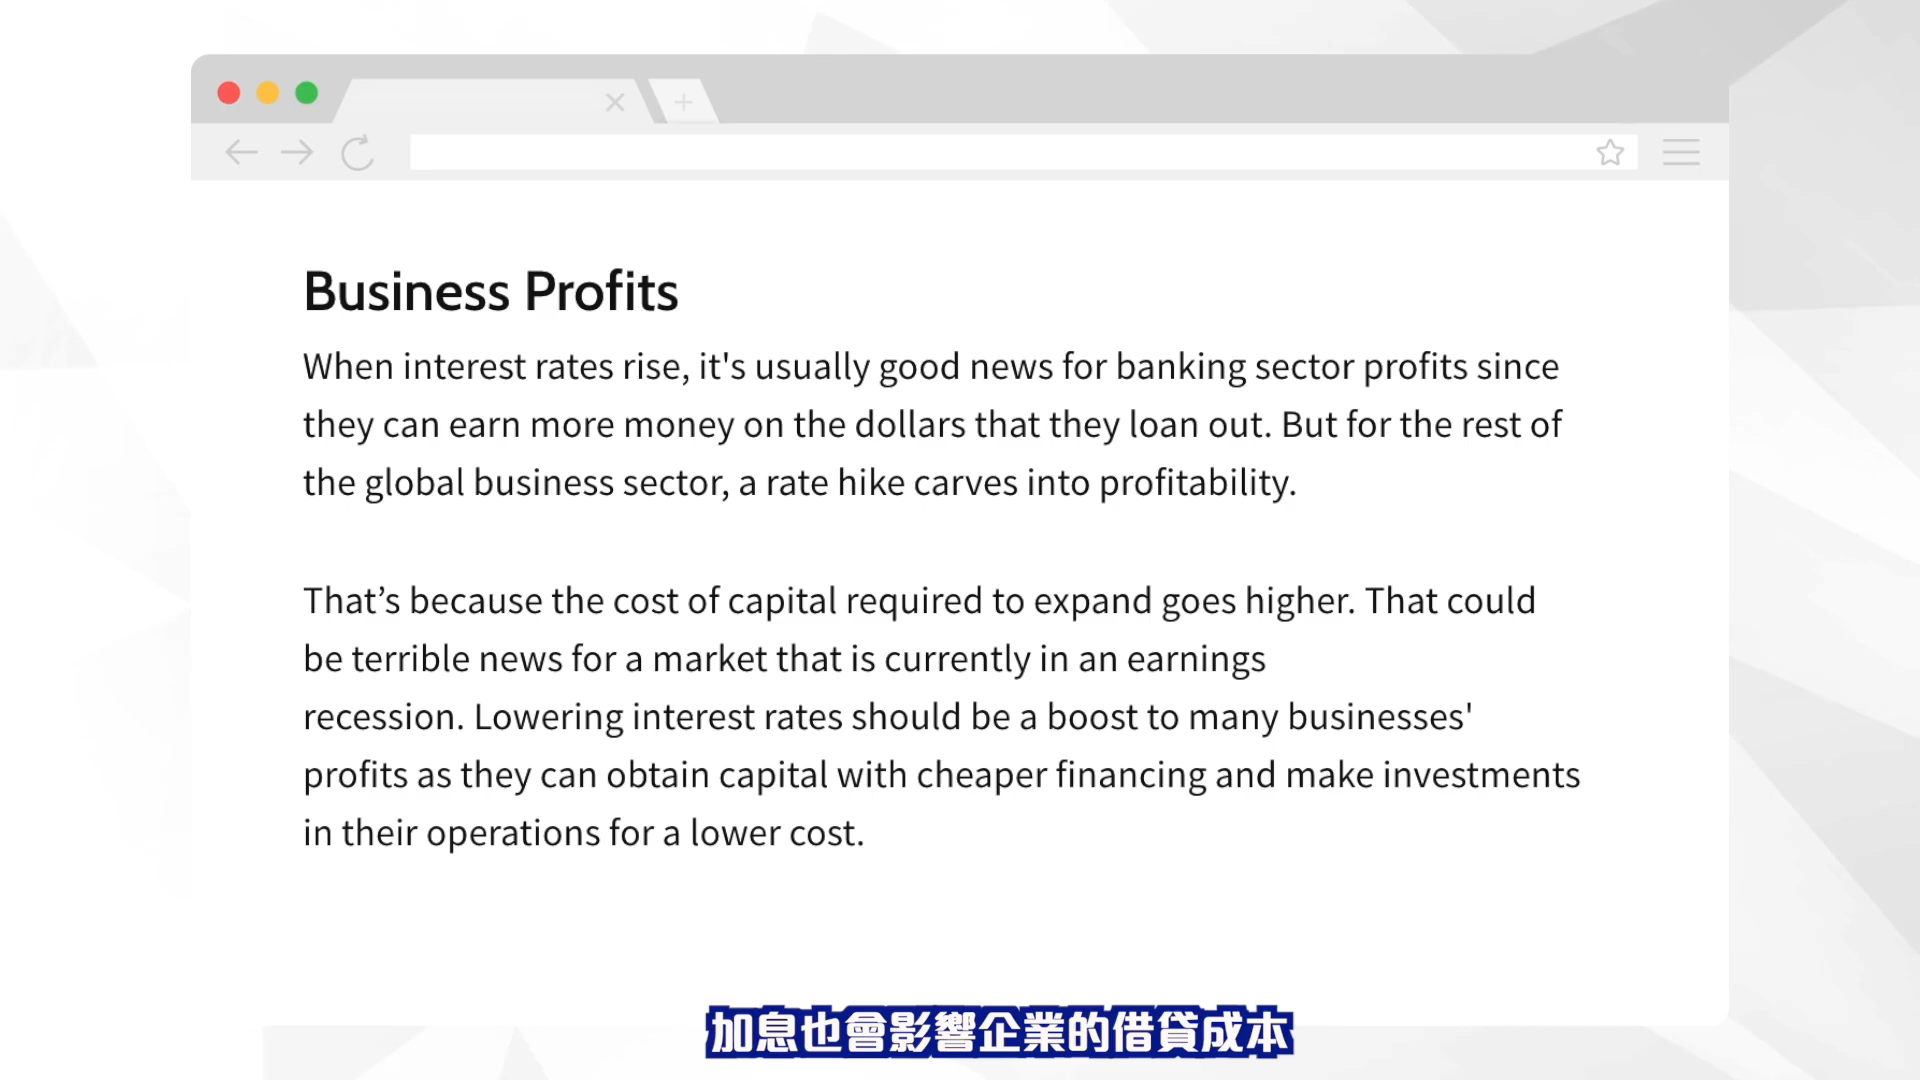 Business Profits
When interest rates rise, it's usually good news for banking sector profits since
they can earn more money on the dollars that they loan out. But for the rest of
the global business sector, a rate hike carves into profitability.
That’s because the cost of capital required to expand goes higher. That could
be terrible news for a market that is currently in an earnings
recession. Lowering interest rates should be a boost to many businesses'
profits as they can obtain capital with cheaper financing and make investments
in their operations for a lower cost.
加息也會影響企業的借貸成本